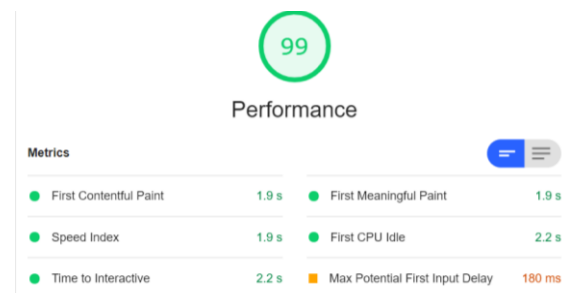 99
Performance
Metrics
First Contentful Paint 1.9 s First Meaningful Paint 1.9 s
Speed Index 1.9 s First CPU Idle 2.2 s
Time to Interactive 2.2 s Max Potential First Input Delay 180 ms